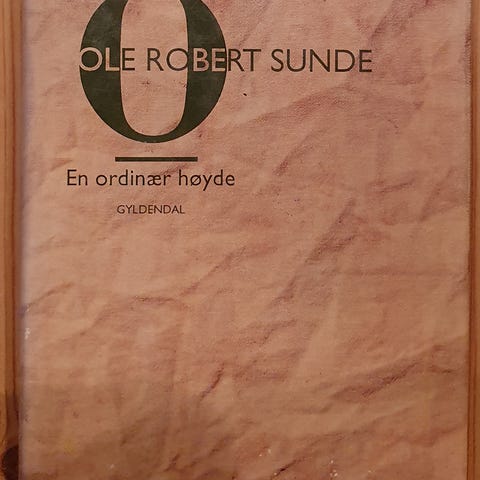 O
OLE ROBERT SUNDE
En ordinær høyde
GYLDENDAL